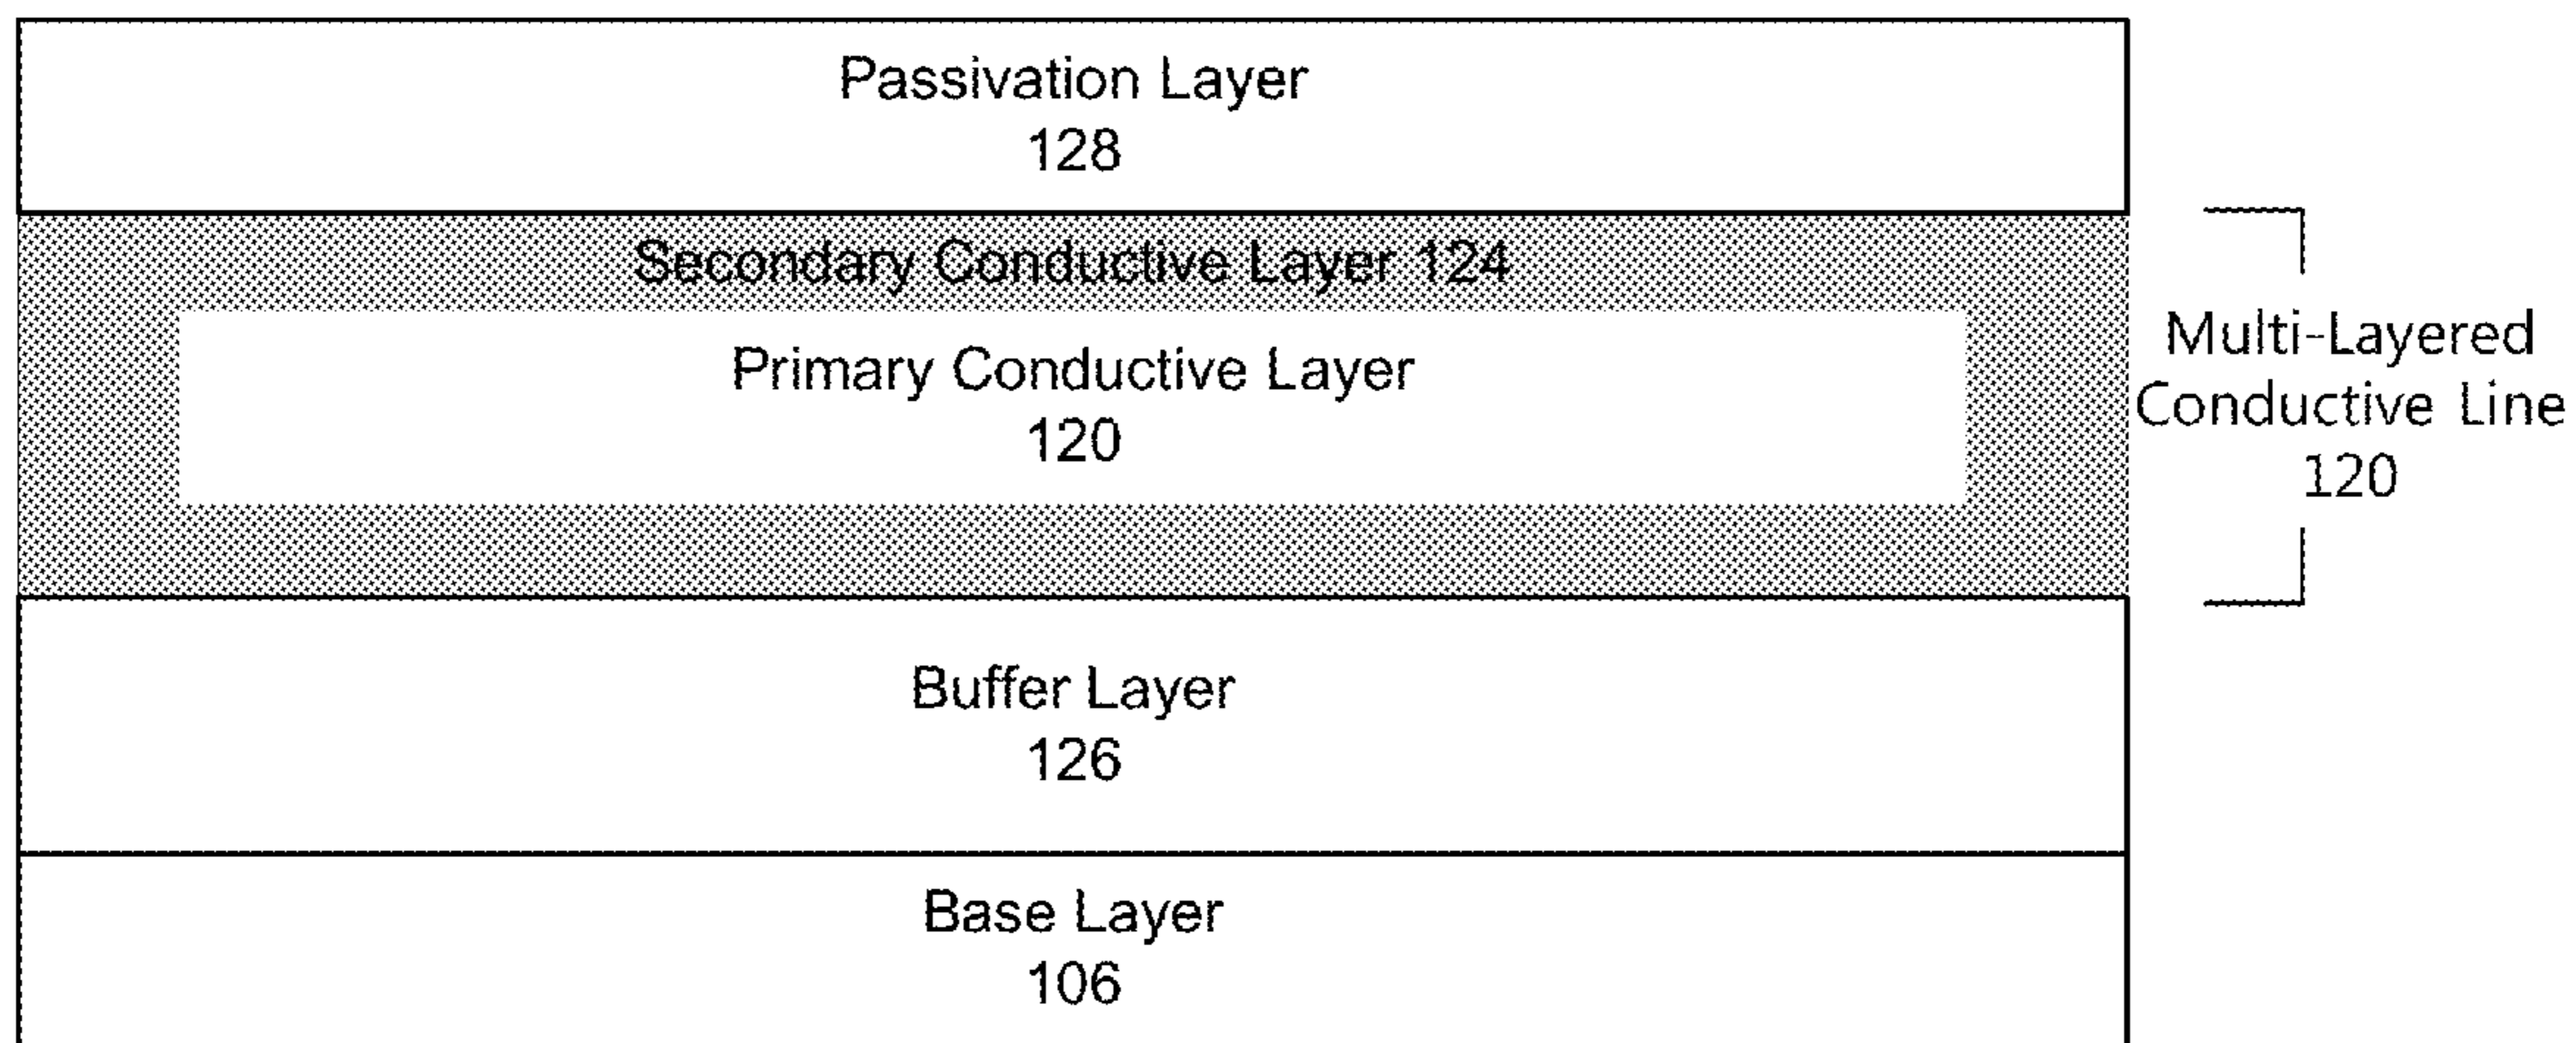 Passivation Layer
128
Secondary Conductive Layer 124
Primary Conductive Layer
120
Multi-Layered
Conductive Line
120
Buffer Layer
126
Base Layer
106